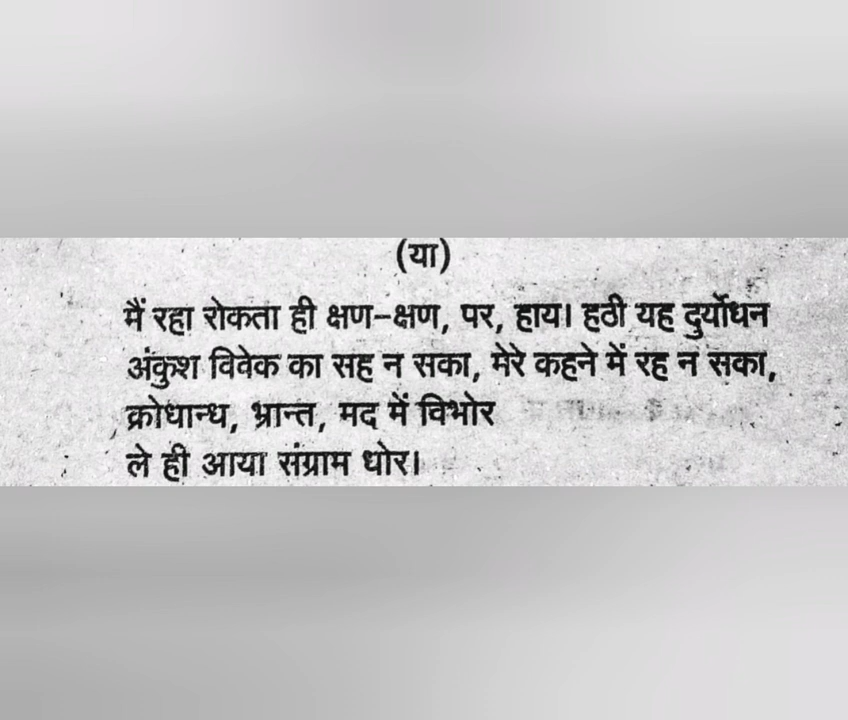 (या)
मैं रहा रोकता ही क्षण-क्षण, पर, हाय। हठी यह दुर्योधन
अंकुश विवेक का सह न सका, मेरे कहने में रह न सका,
क्रोधान्ध, भ्रान्त, मद में विभोर
ले ही आया संग्राम धोर।